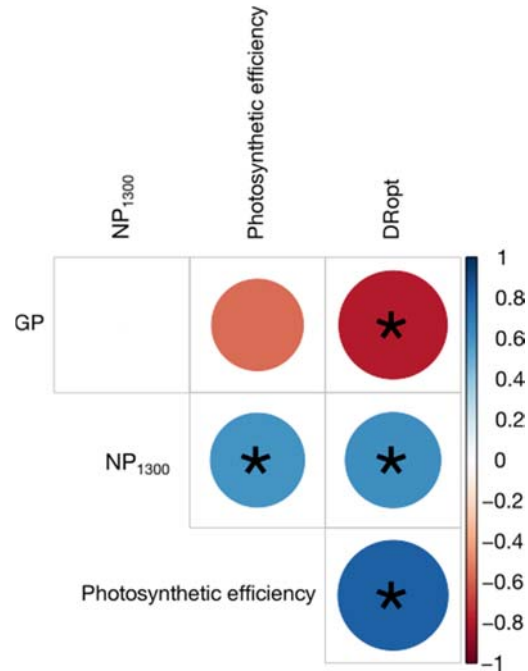 NP₁₃₀₀
Photosynthetic efficiency
DRopt
GP
NP₁₃₀₀
Photosynthetic efficiency
*
*
*
*
1
0.8
0.6
0.4
0.2
0
−0.2
−0.4
−0.6
−0.8
−1